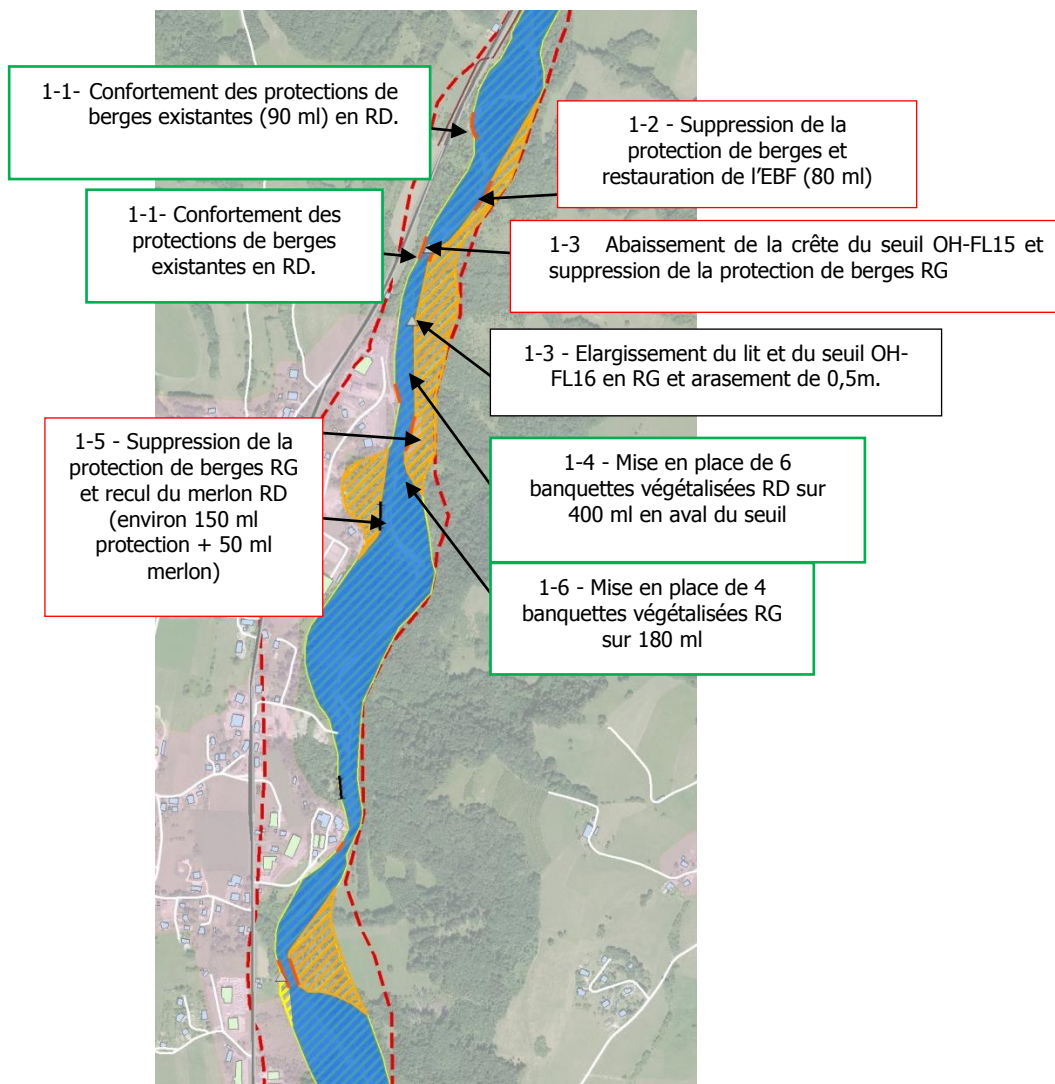 1-1- Confortement des protections de
berges existantes (90 ml) en RD.
1-2 - Suppression de la
protection de berges et
restauration de l’EBF (80 ml)
1-1- Confortement des
protections de berges
existantes en RD.
1-3 Abaissement de la crête du seuil OH-FL15 et
suppression de la protection de berges RG
1-3 - Elargissement du lit et du seuil OH-
FL16 en RG et arasement de 0,5m.
1-5 - Suppression de la
protection de berges RG
et recul du merlon RD
(environ 150 ml
protection + 50 ml
merlon)
1-4 - Mise en place de 6
banquettes végétalisées RD sur
400 ml en aval du seuil
1-6 - Mise en place de 4
banquettes végétalisées RG
sur 180 ml